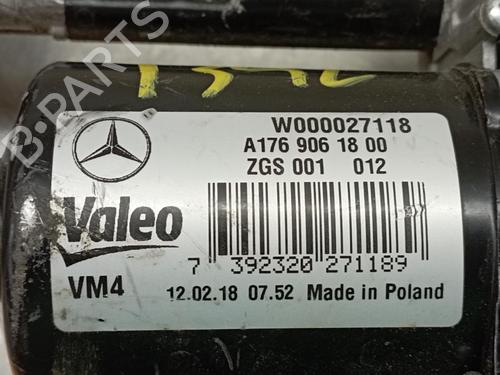 W000027118
A176 906 18 00
ZGS 001 012
Valeo
7 392320 271189
VM4
12.02.18 07.52 Made in Poland
B-PARTS